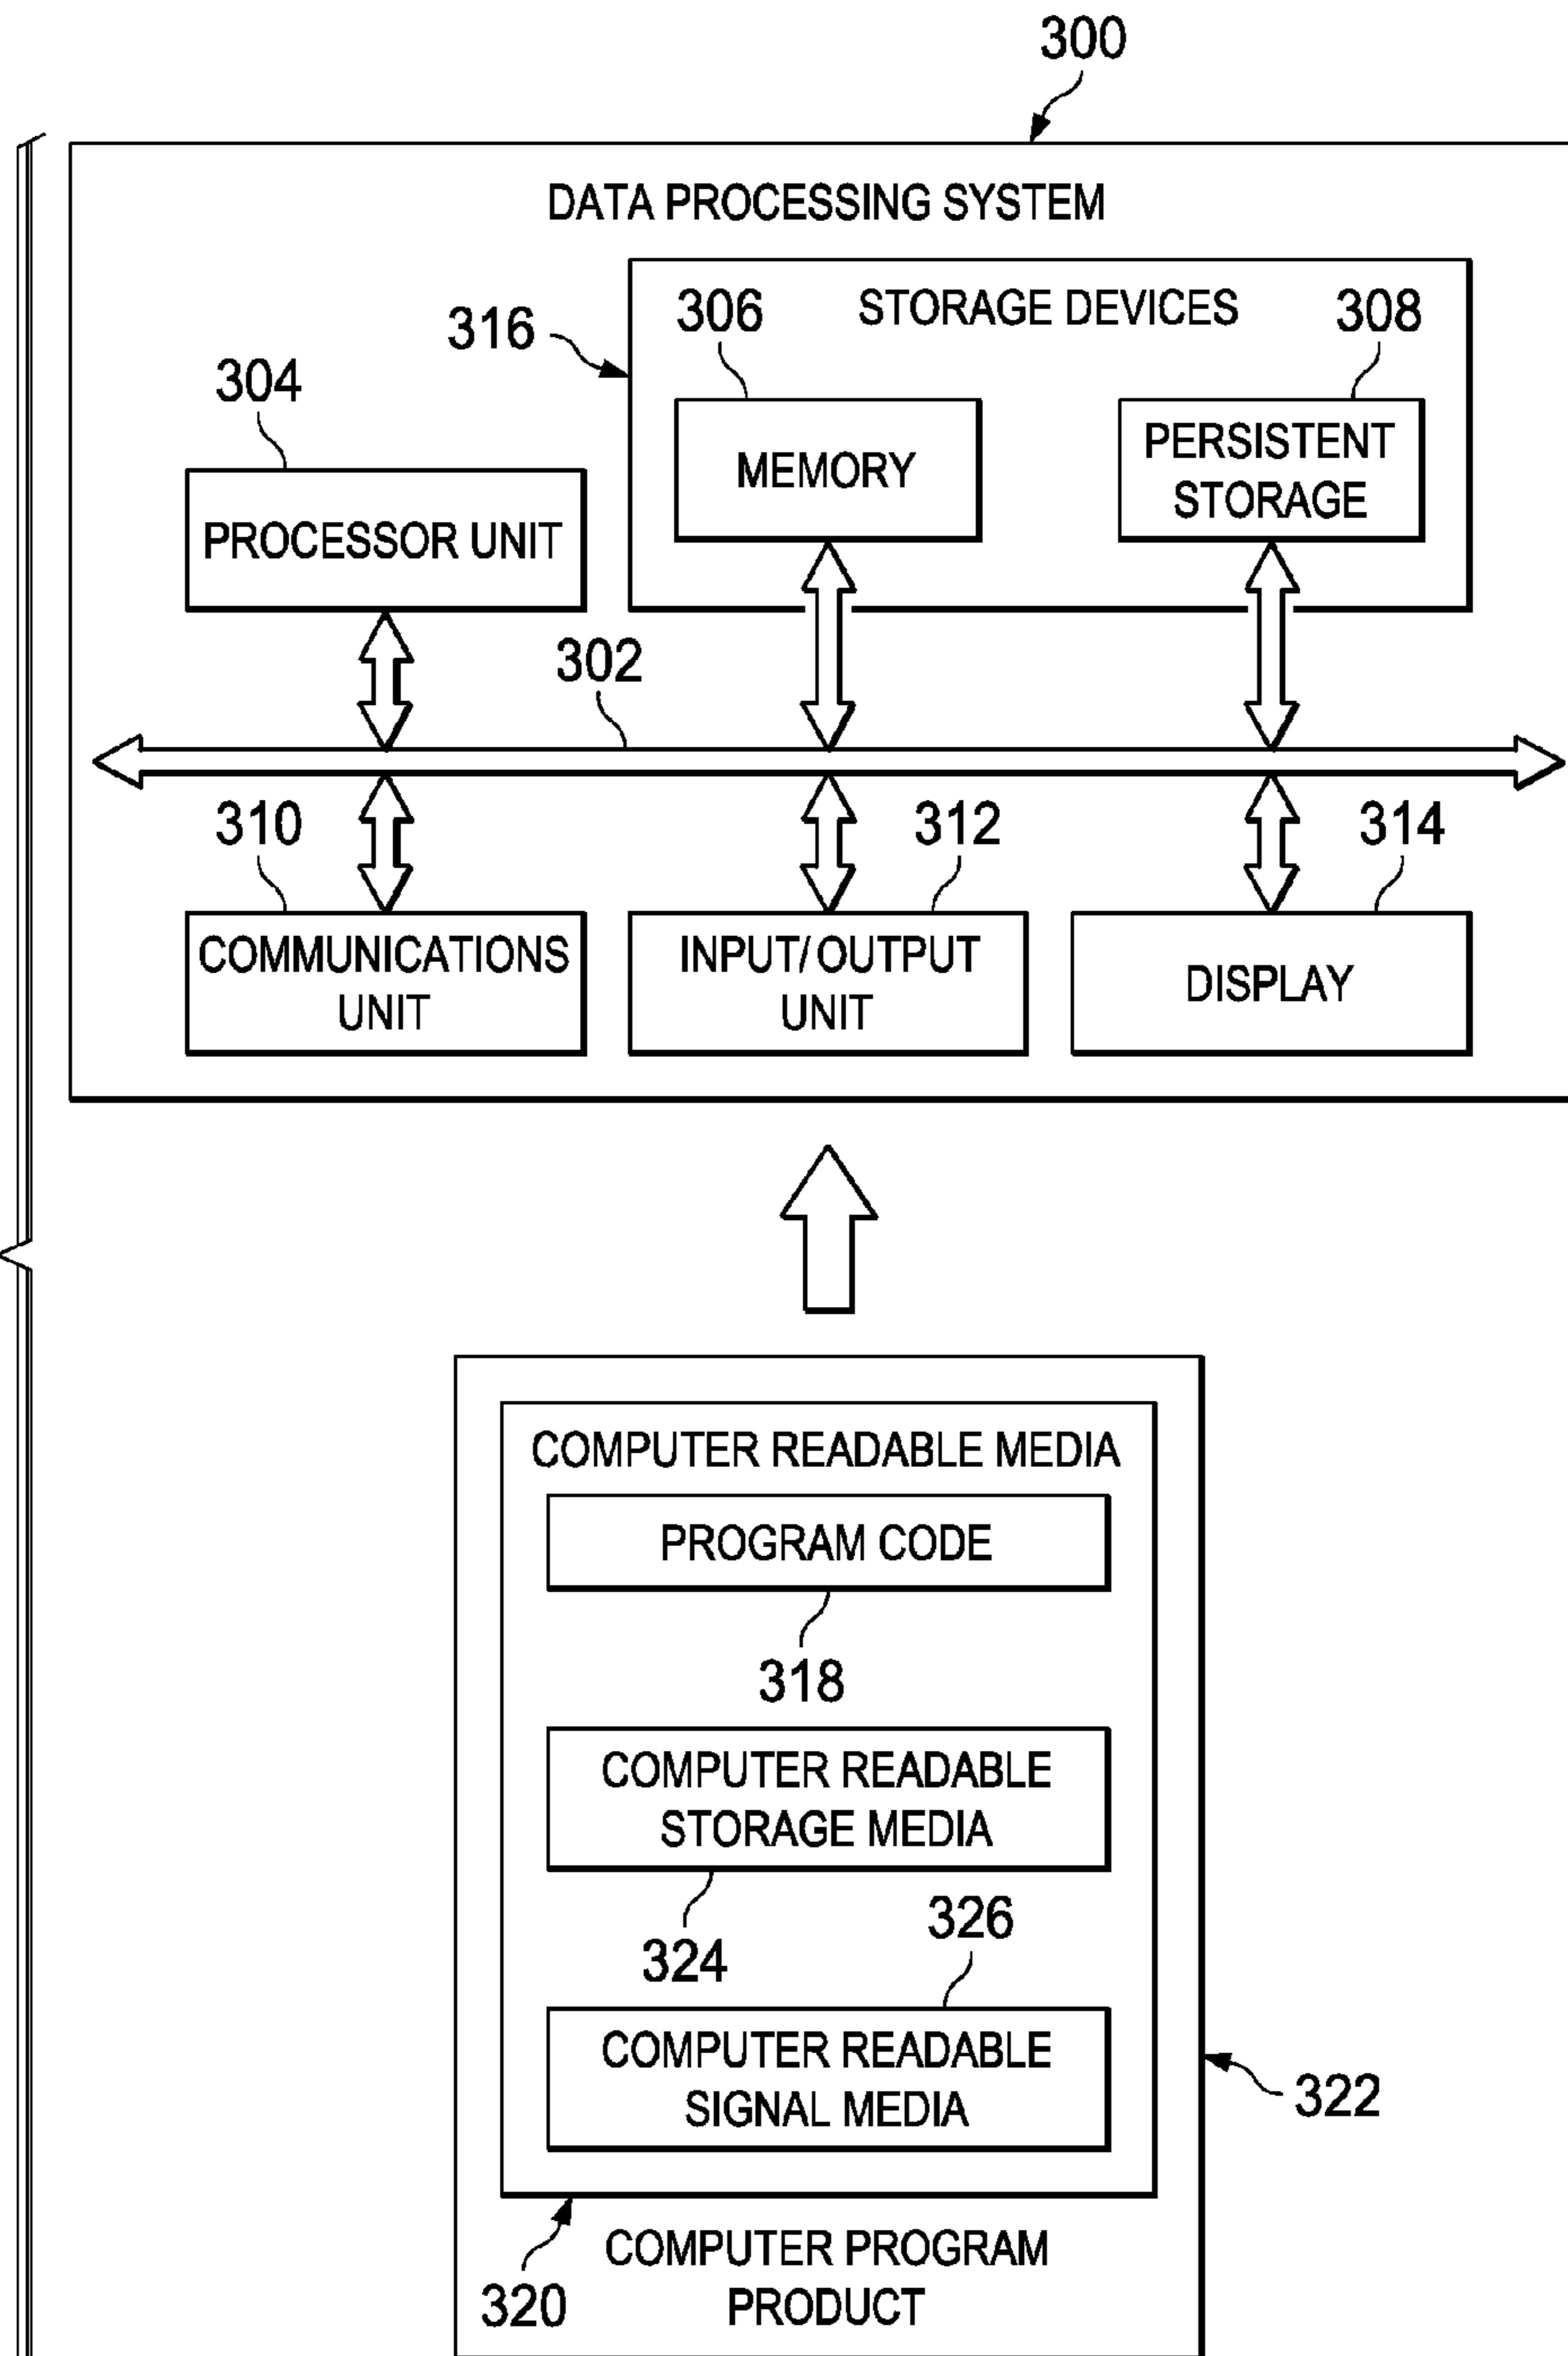 300
DATA PROCESSING SYSTEM
316
306
STORAGE DEVICES
308
304
MEMORY
PERSISTENT
STORAGE
PROCESSOR UNIT
302
310
312
314
COMMUNICATIONS
UNIT
INPUT/OUTPUT
UNIT
DISPLAY
COMPUTER READABLE MEDIA
PROGRAM CODE
318
COMPUTER READABLE
STORAGE MEDIA
324
326
COMPUTER READABLE
SIGNAL MEDIA
322
320
COMPUTER PROGRAM
PRODUCT